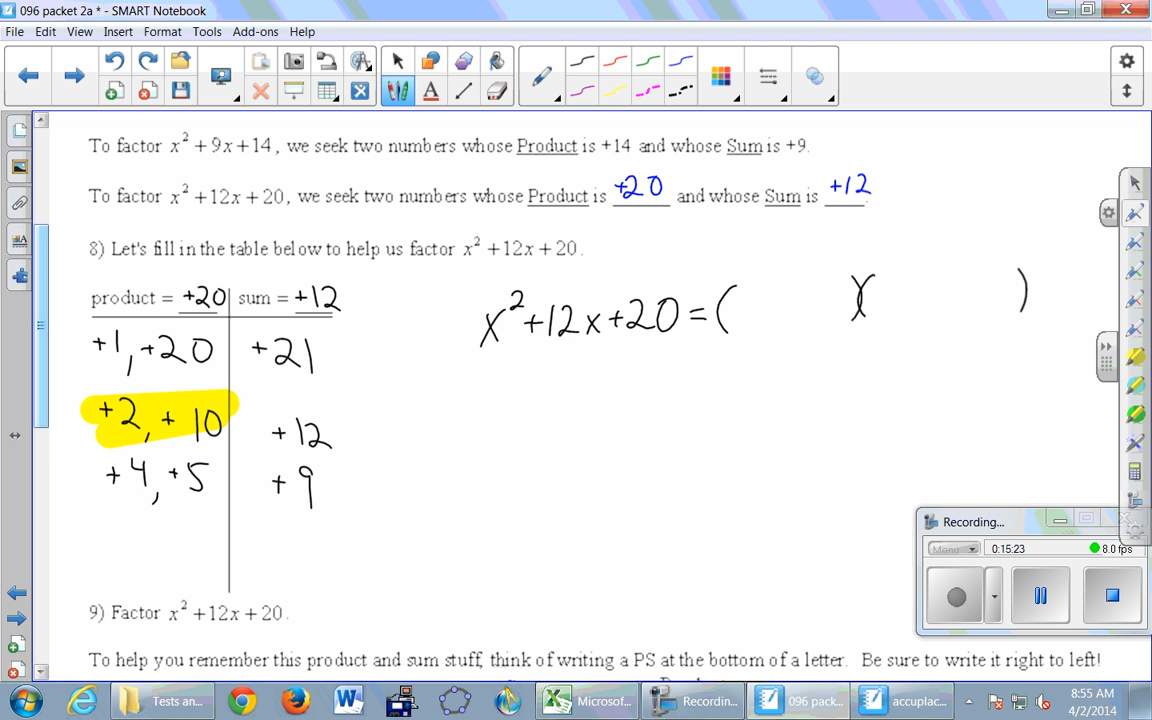 096 packet 2a * - SMART Notebook
File Edit View Insert Format Tools Add-ons Help
To factor x² + 9x + 14, we seek two numbers whose Product is +14 and whose Sum is +9.
To factor x² + 12x + 20, we seek two numbers whose Product is +20 and whose Sum is +12.
8) Let's fill in the table below to help us factor x² + 12x + 20.
product = +20 sum = +12
x² + 12x + 20 = ( )( )
+1, +20 +21
+2, + 10 + 12
+ 4, +5 + 9
Recording...
Menu 0:15:23 8.0 fps
9) Factor x² + 12x + 20.
To help you remember this product and sum stuff, think of writing a PS at the bottom of a letter. Be sure to write it right to left!
Tests an... Microsof... Recordin... 096 pack... accuplac... 8:55 AM
4/2/2014